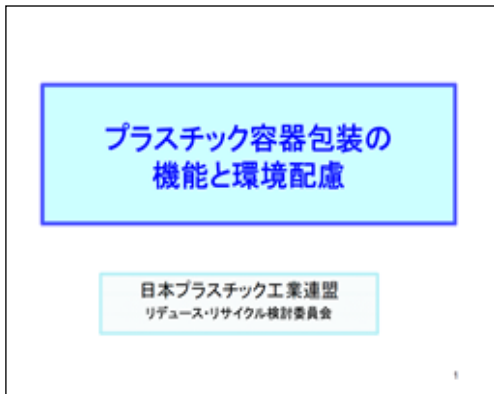 プラスチック容器包装の
機能と環境配慮
日本プラスチック工業連盟
リデュース・リサイクル検討委員会
1